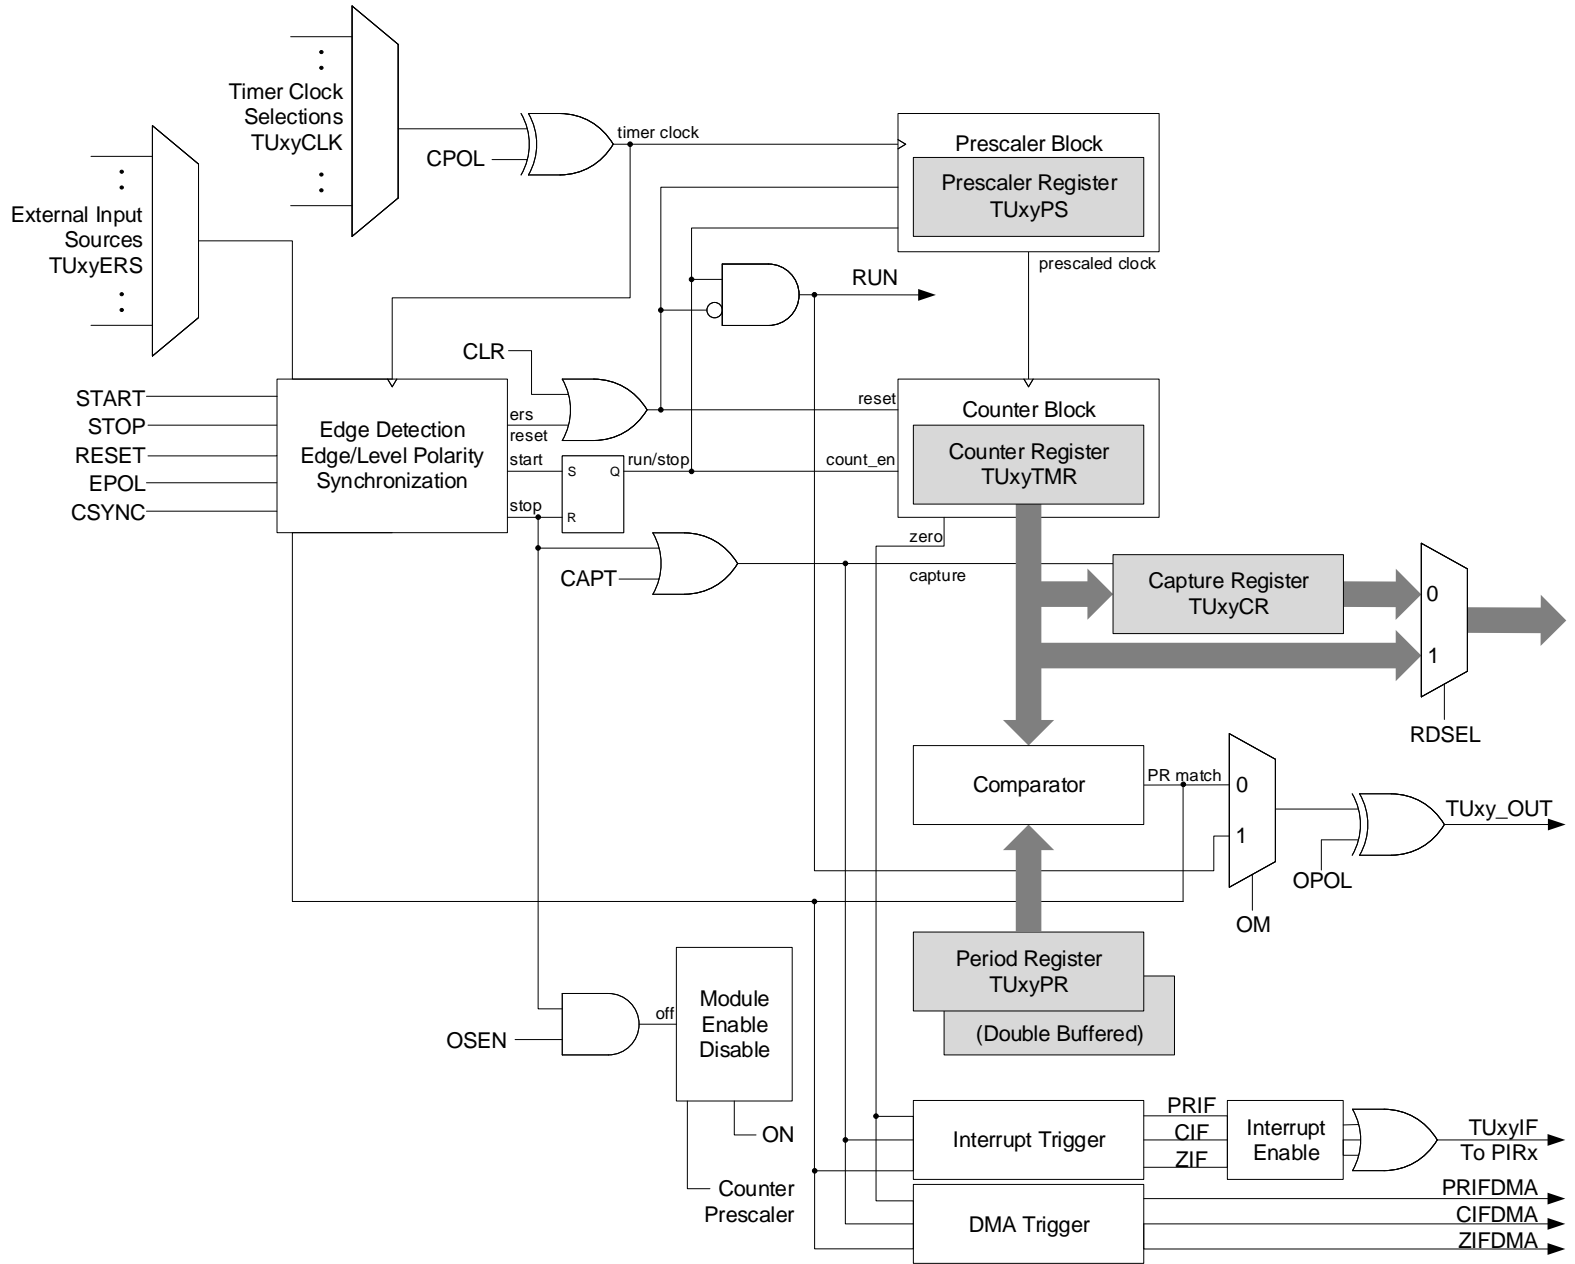 Timer Clock
Selections
TUxyCLK
CPOL
timer clock
Prescaler Block
Prescaler Register
TUxyPS
prescaled clock
External Input
Sources
TUxyERS
RUN
CLR
START
STOP
RESET
EPOL
CSYNC
Edge Detection
Edge/Level Polarity
Synchronization
ers
reset
start
stop
S
Q
R
run/stop
reset
count_en
Counter Block
Counter Register
TUxyTMR
zero
capture
CAPT
Capture Register
TUxyCR
0
1
RDSEL
Comparator
PR match
0
1
OM
OPOL
TUxy_OUT
Period Register
TUxyPR
(Double Buffered)
OSEN
off
Module
Enable
Disable
ON
Counter
Prescaler
Interrupt Trigger
PRIF
CIF
ZIF
Interrupt
Enable
TUxyIF
To PIRx
DMA Trigger
PRIFDMA
CIFDMA
ZIFDMA